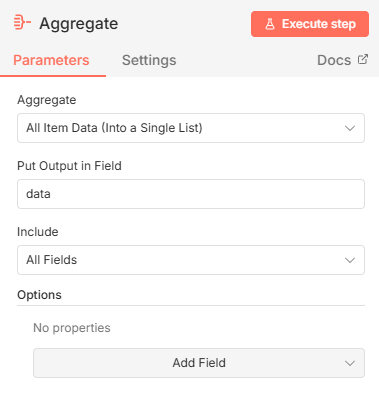 Aggregate
Execute step
Parameters
Settings
Docs
Aggregate
All Item Data (Into a Single List)
Put Output in Field
data
Include
All Fields
Options
No properties
Add Field